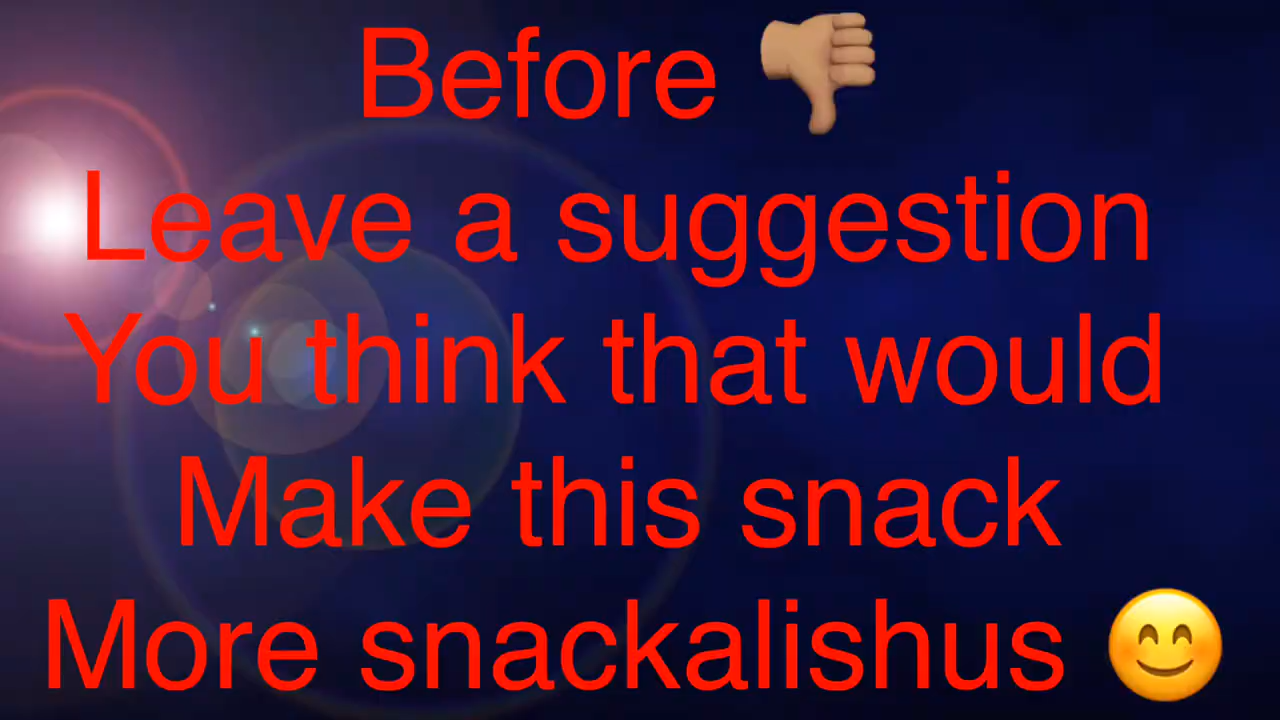 Before 👎🏼
Leave a suggestion
You think that would
Make this snack
More snackalishus 😊